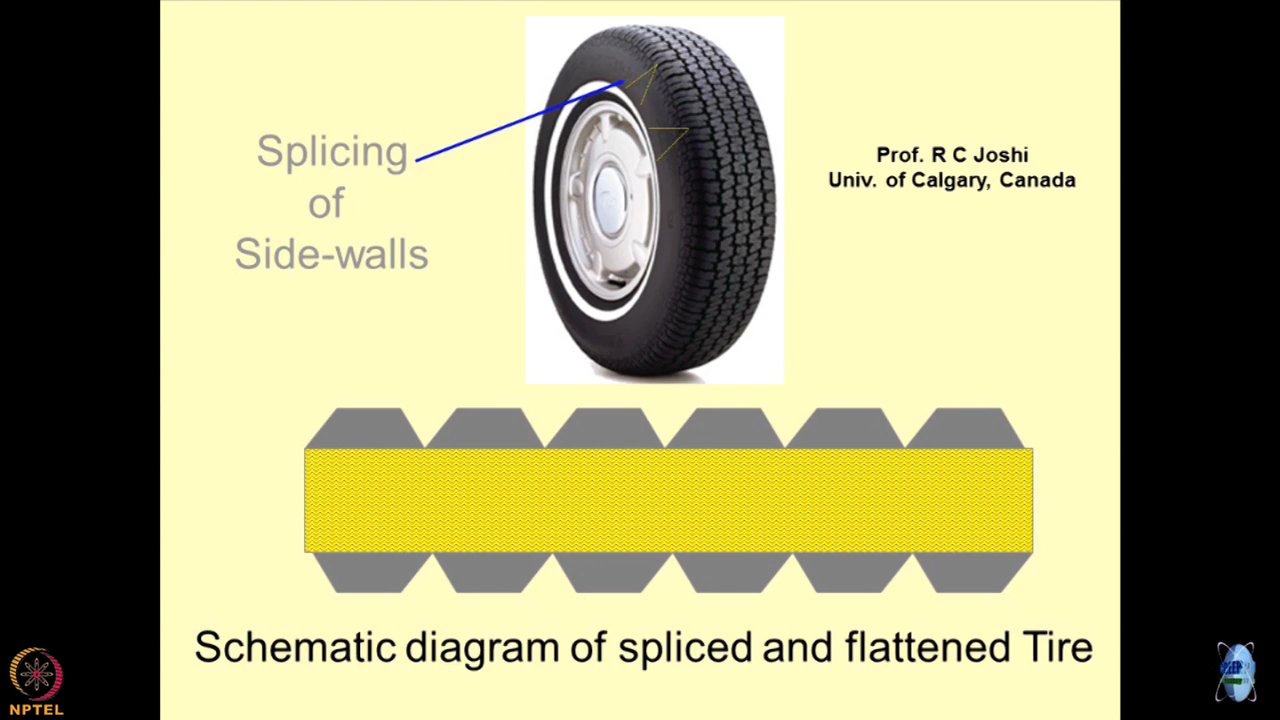 Splicing
of
Side-walls
Prof. R C Joshi
Univ. of Calgary, Canada
Schematic diagram of spliced and flattened Tire
NPTEL